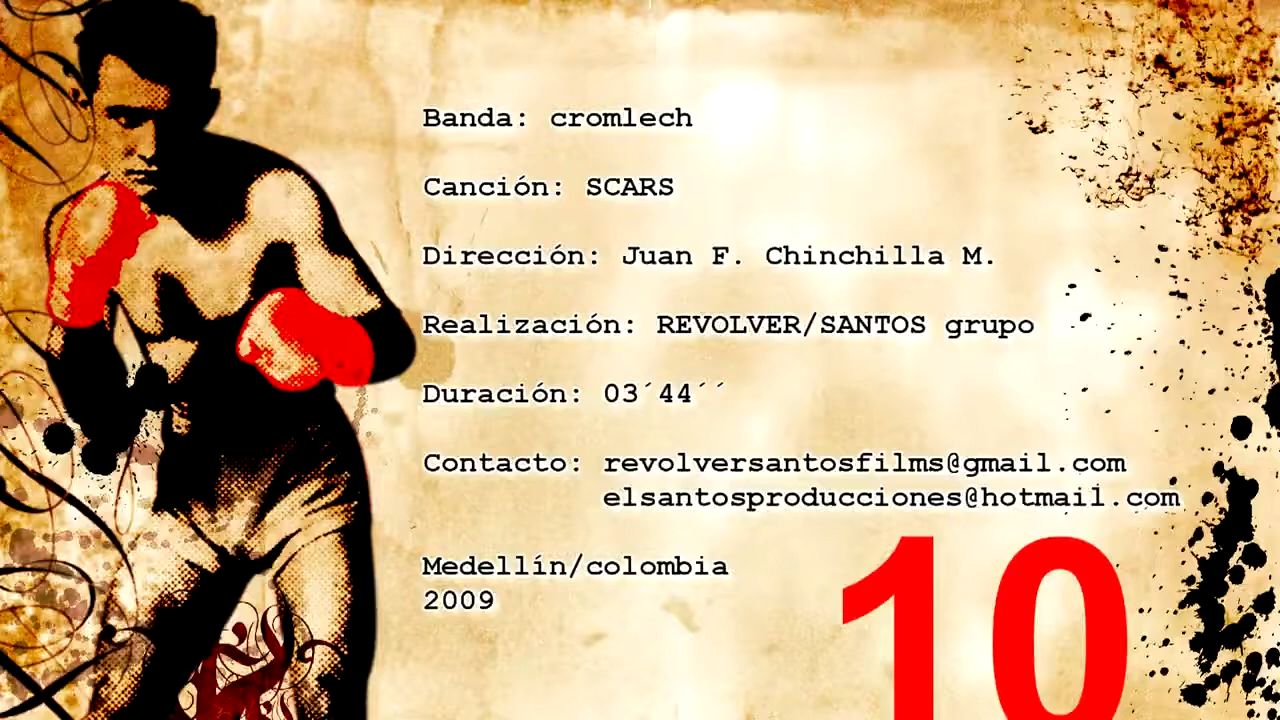 Banda: cromlech
Canción: SCARS
Dirección: Juan F. Chinchilla M.
Realización: REVOLVER/SANTOS grupo
Duración: 03´44´´
Contacto: revolversantosfilms@gmail.com
elsantosproducciones@hotmail.com
Medellín/colombia
2009
10